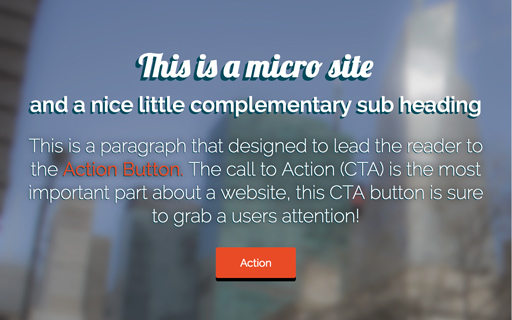 This is a micro site
and a nice little complementary sub heading
This is a paragraph that designed to lead the reader to
the Action Button. The call to Action (CTA) is the most
important part about a website, this CTA button is sure
to grab a users attention!
Action